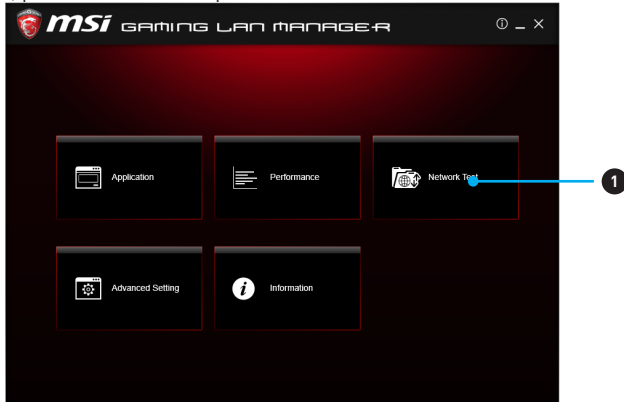 msi GAMING LAN MANAGER
Application
Performance
Network Test
1
Advanced Setting
Information